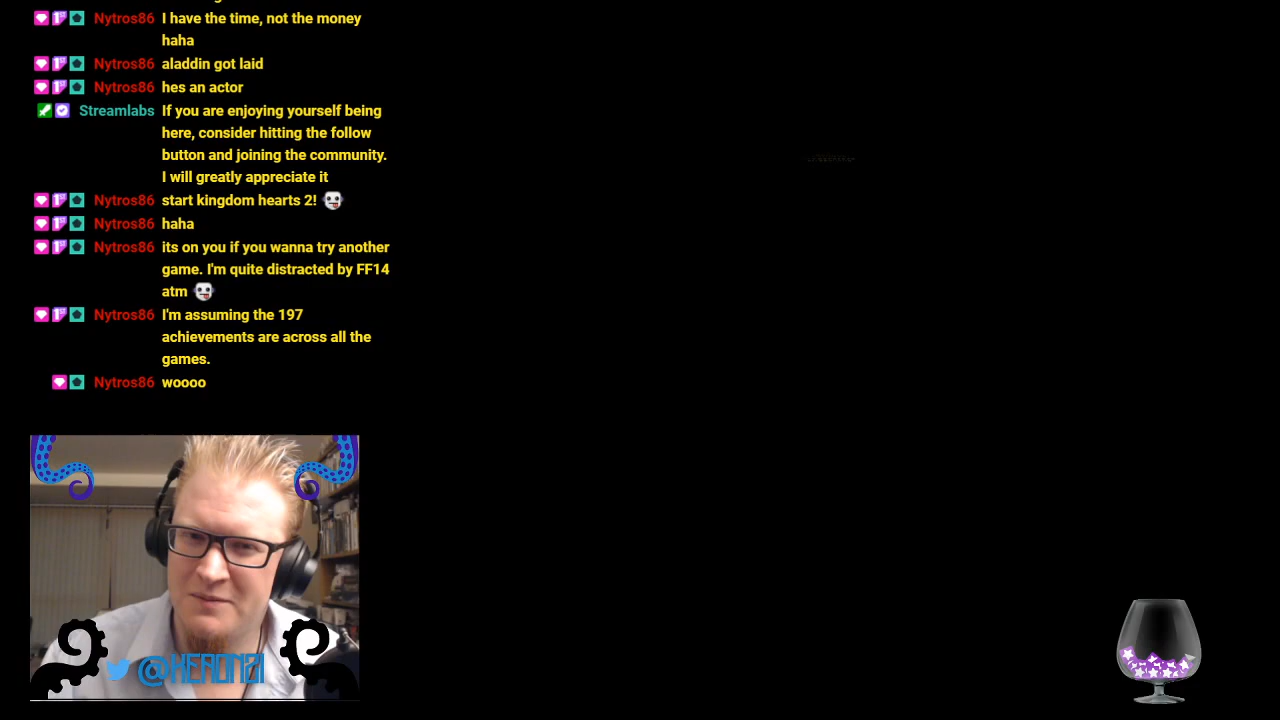 Nytros86 I have the time, not the money
haha
Nytros86 aladdin got laid
Nytros86 hes an actor
Streamlabs If you are enjoying yourself being
here, consider hitting the follow
button and joining the community.
I will greatly appreciate it
Nytros86 start kingdom hearts 2!
Nytros86 haha
Nytros86 its on you if you wanna try another
game. I'm quite distracted by FF14
atm
Nytros86 I'm assuming the 197
achievements are across all the
games.
Nytros86 woooo